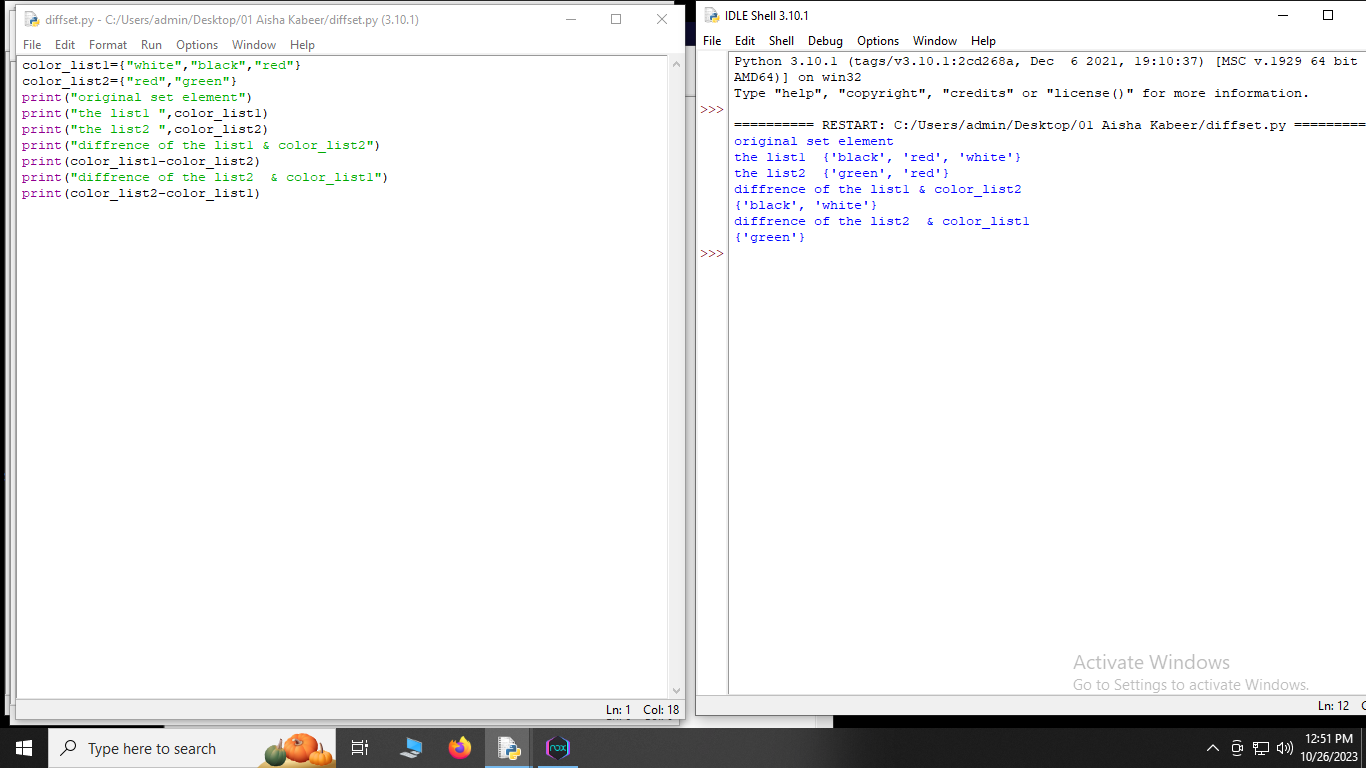 diffset.py - C:/Users/admin/Desktop/01 Aisha Kabeer/diffset.py (3.10.1)
File Edit Format Run Options Window Help
color_list1={"white","black","red"}
color_list2={"red","green"}
print("original set element")
print("the list1 ",color_list1)
print("the list2 ",color_list2)
print("diffrence of the list1 & color_list2")
print(color_list1-color_list2)
print("diffrence of the list2  & color_list1")
print(color_list2-color_list1)
Ln: 1 Col: 18
IDLE Shell 3.10.1
File Edit Shell Debug Options Window Help
Python 3.10.1 (tags/v3.10.1:2cd268a, Dec  6 2021, 19:10:37) [MSC v.1929 64 bit
AMD64)] on win32
Type "help", "copyright", "credits" or "license()" for more information.
>>>
========== RESTART: C:/Users/admin/Desktop/01 Aisha Kabeer/diffset.py =========
original set element
the list1  {'black', 'red', 'white'}
the list2  {'green', 'red'}
diffrence of the list1 & color_list2
{'black', 'white'}
diffrence of the list2  & color_list1
{'green'}
>>>
Activate Windows
Go to Settings to activate Windows.
Ln: 12
Type here to search
nox
12:51 PM
10/26/2023